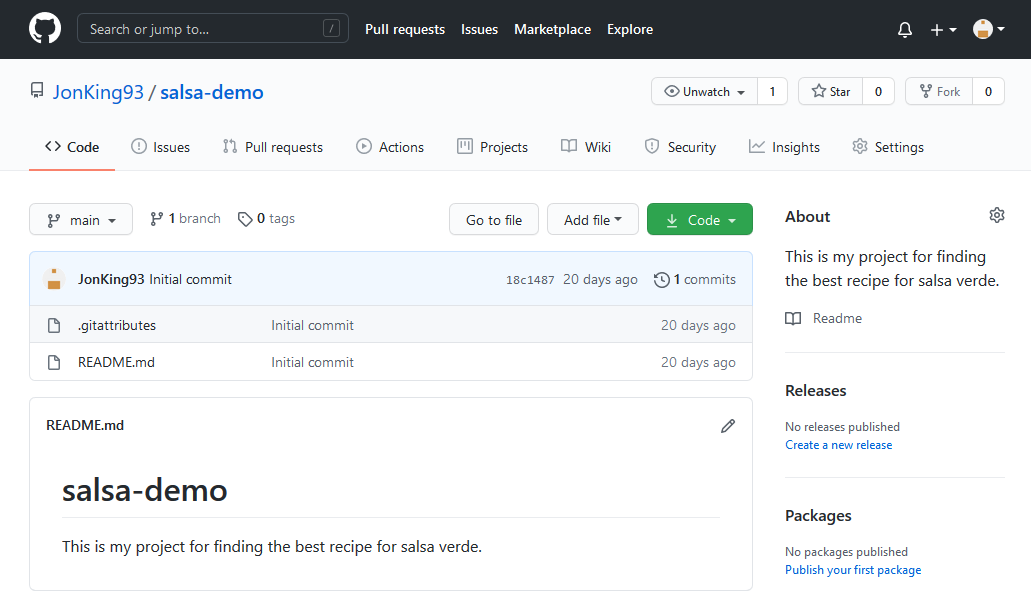 Search or jump to... / Pull requests Issues Marketplace Explore
JonKing93 / salsa-demo Unwatch 1 Star 0 Fork 0
Code Issues Pull requests Actions Projects Wiki Security Insights Settings
main 1 branch 0 tags Go to file Add file Code
JonKing93 Initial commit 18c1487 20 days ago 1 commits
.gitattributes Initial commit 20 days ago
README.md Initial commit 20 days ago
README.md
salsa-demo
This is my project for finding the best recipe for salsa verde.
About
This is my project for finding
the best recipe for salsa verde.
Readme
Releases
No releases published
Create a new release
Packages
No packages published
Publish your first package